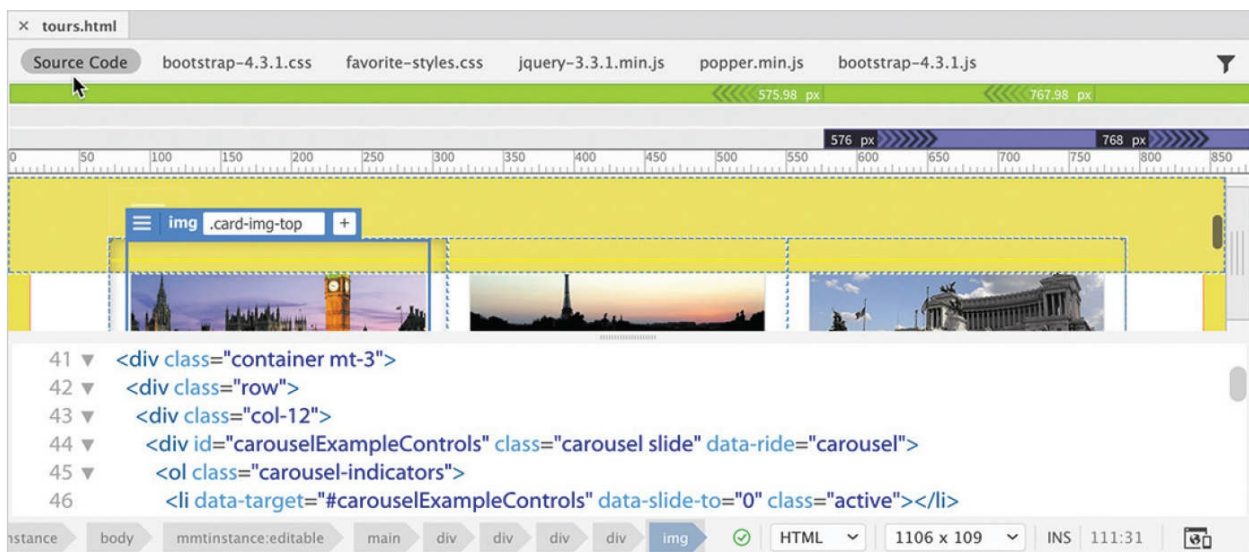 × tours.html
Source Code bootstrap-4.3.1.css favorite-styles.css jquery-3.3.1.min.js popper.min.js bootstrap-4.3.1.js
575.98 px 767.98 px
576 px 768 px
0 50 100 150 200 250 300 350 400 450 500 550 600 650 700 750 800 850
img .card-img-top +
41 ▼ <div class="container mt-3">
42 ▼ <div class="row">
43 ▼ <div class="col-12">
44 ▼ <div id="carouselExampleControls" class="carousel slide" data-ride="carousel">
45 ▼ <ol class="carousel-indicators">
46 <li data-target="#carouselExampleControls" data-slide-to="0" class="active"></li>
nstance body mmtinstance:editable main div div div div img HTML 1106 x 109 INS 111:31